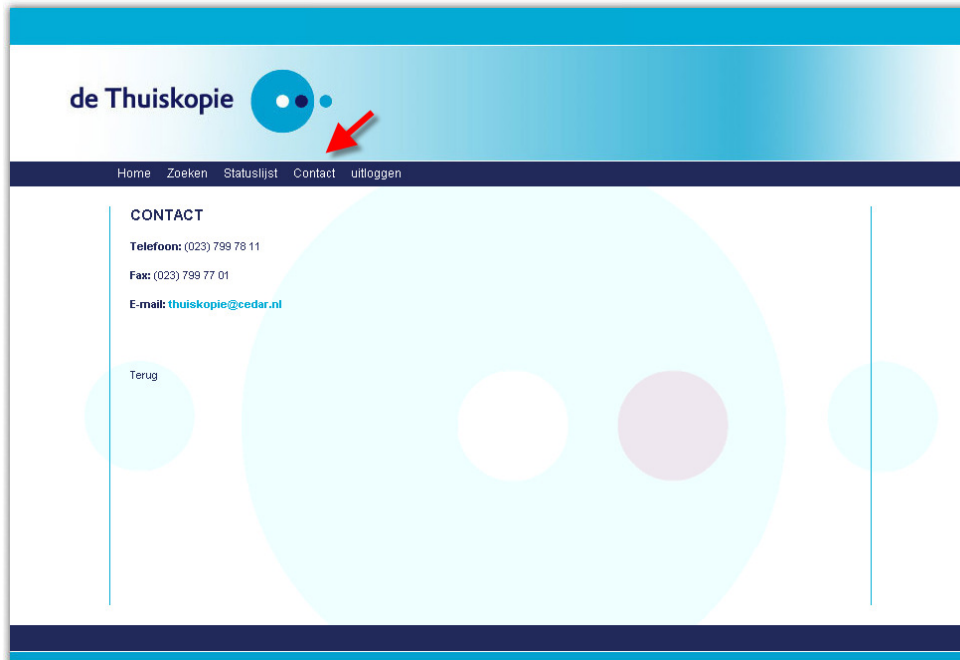 de Thuiskopie
Home Zoeken Statuslijst Contact uitloggen
CONTACT
Telefoon: (023) 799 78 11
Fax: (023) 799 77 01
E-mail: thuiskopie@cedar.nl
Terug